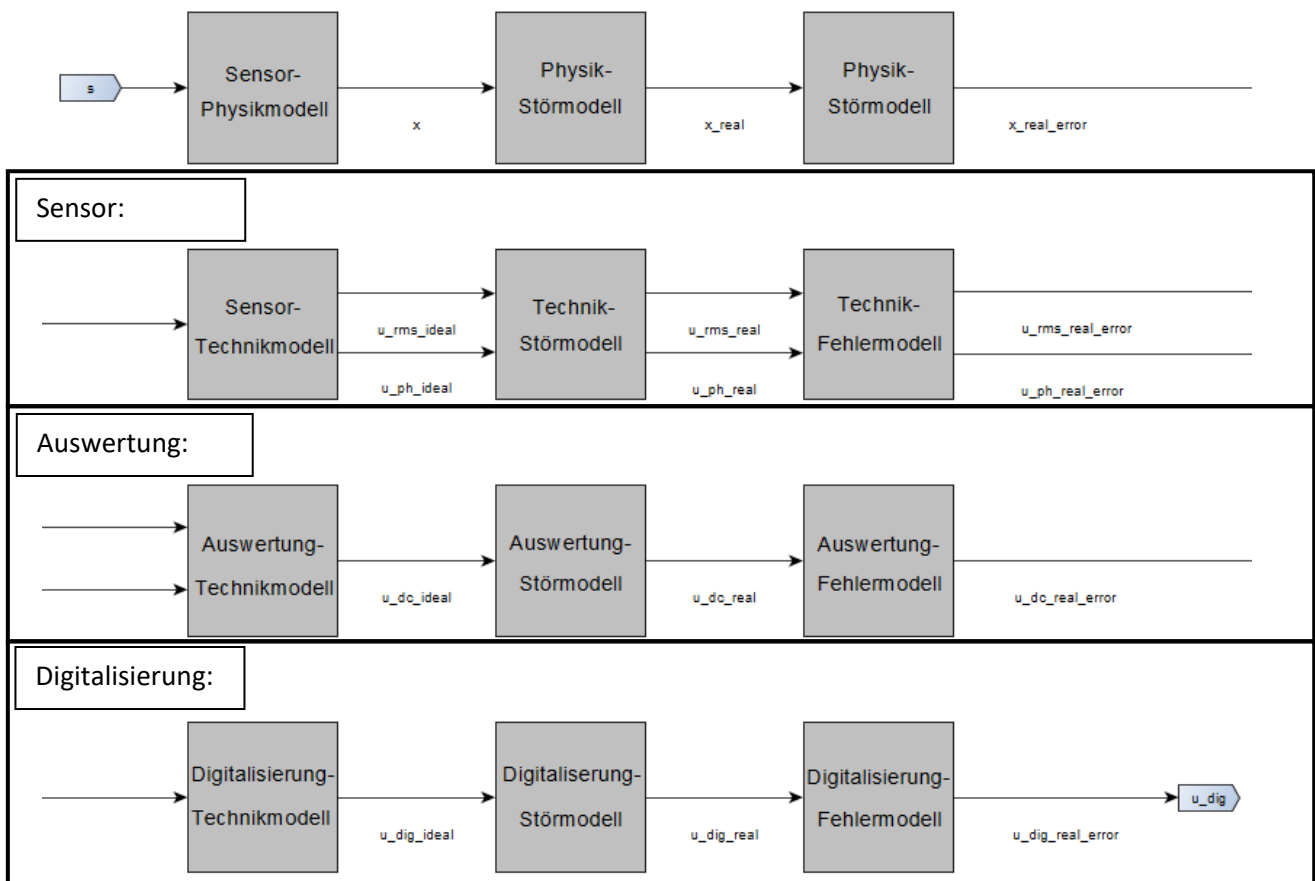 s
Sensor-
Physikmodell
x
Physik-
Störmodell
x_real
Physik-
Störmodell
x_real_error
Sensor:
Sensor-
Technikmodell
u_rms_ideal
u_ph_ideal
Technik-
Störmodell
u_rms_real
u_ph_real
Technik-
Fehlermodell
u_rms_real_error
u_ph_real_error
Auswertung:
Auswertung-
Technikmodell
u_dc_ideal
Auswertung-
Störmodell
u_dc_real
Auswertung-
Fehlermodell
u_dc_real_error
Digitalisierung:
Digitalisierung-
Technikmodell
u_dig_ideal
Digitaliserung-
Störmodell
u_dig_real
Digitalisierung-
Fehlermodell
u_dig_real_error
u_dig